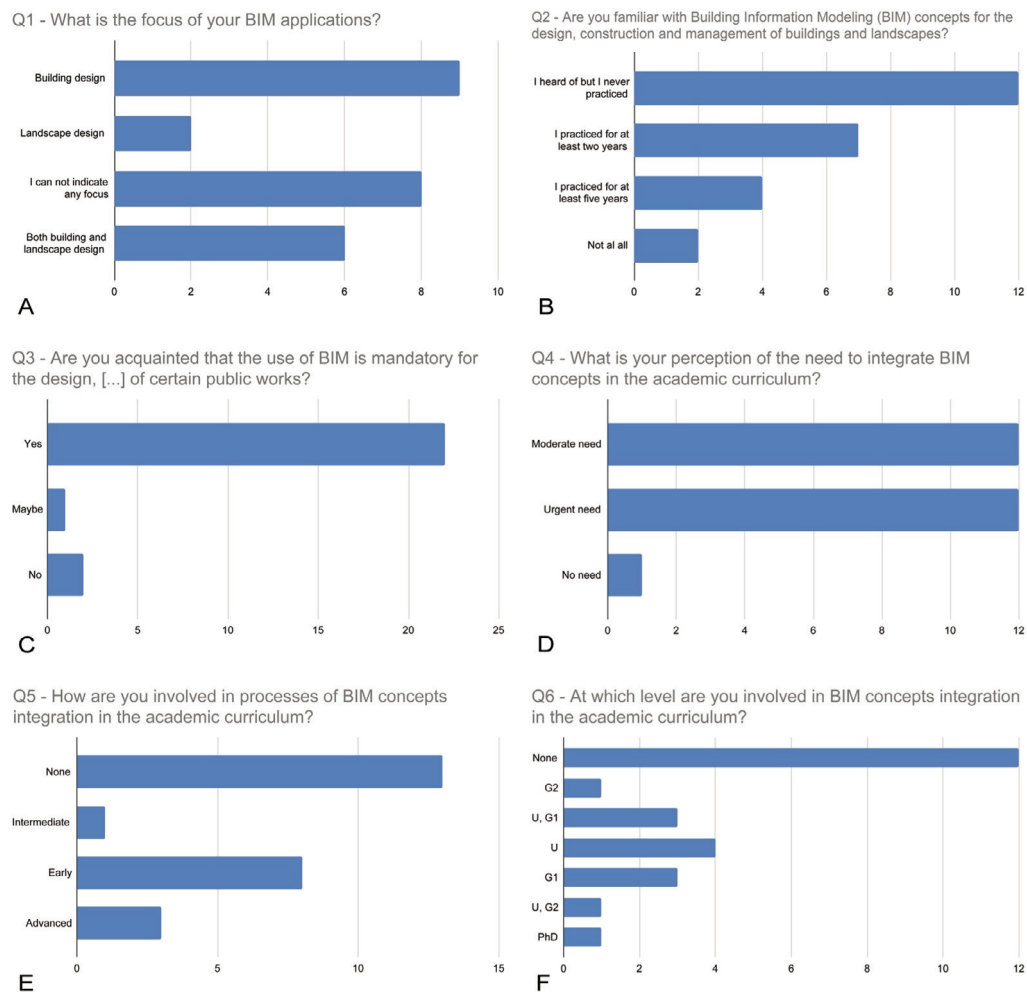 Q1 - What is the focus of your BIM applications?
Building design
Landscape design
I can not indicate
any focus
Both building and
landscape design
0 2 4 6 8 10
A
Q2 - Are you familiar with Building Information Modeling (BIM) concepts for the
design, construction and management of buildings and landscapes?
I heard of but I never
practiced
I practiced for at
least two years
I practiced for at
least five years
Not al all
0 2 4 6 8 10 12
B
Q3 - Are you acquainted that the use of BIM is mandatory for
the design, [...] of certain public works?
Yes
Maybe
No
0 5 10 15 20 25
C
Q4 - What is your perception of the need to integrate BIM
concepts in the academic curriculum?
Moderate need
Urgent need
No need
0 2 4 6 8 10 12
D
Q5 - How are you involved in processes of BIM concepts
integration in the academic curriculum?
None
Intermediate
Early
Advanced
0 5 10 15
E
Q6 - At which level are you involved in BIM concepts integration
in the academic curriculum?
None
G2
U, G1
U
G1
U, G2
PhD
0 2 4 6 8 10 12
F